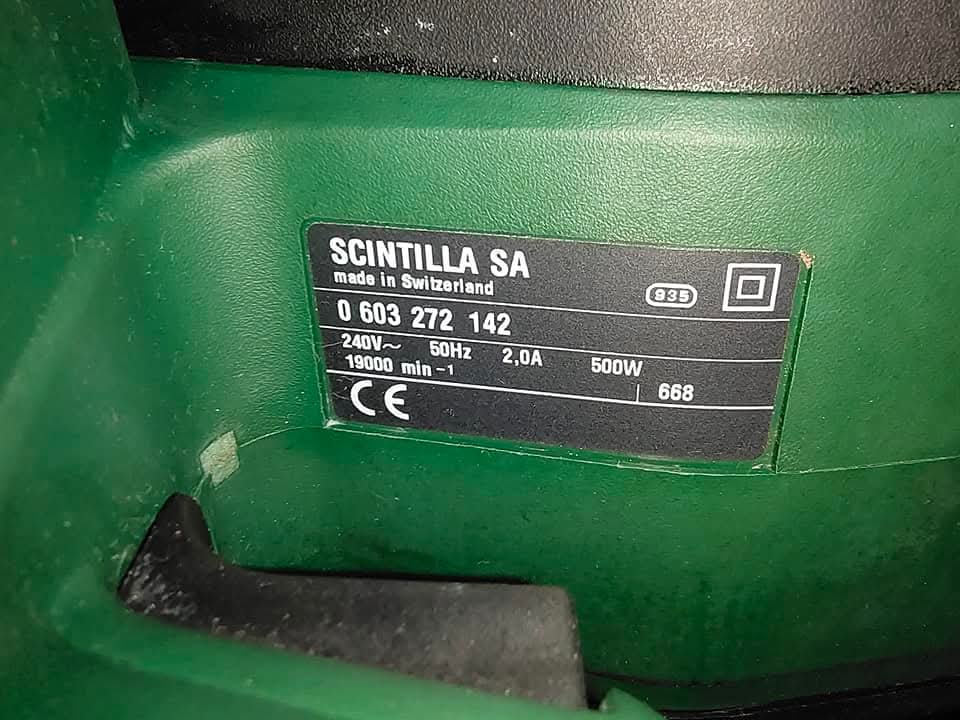 SCINTILLA SA
made in Switzerland
935
0 603 272 142
240V~ 50Hz 2,0A 500W
19000 min⁻¹
668
CE